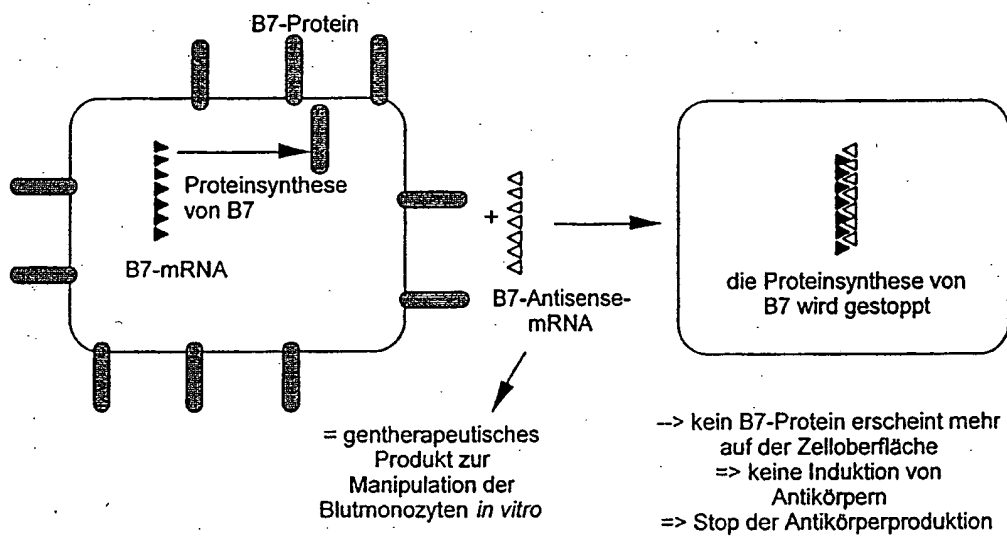 B7-Protein
Proteinsynthese
von B7
B7-mRNA
+
B7-Antisense-
mRNA
= gentherapeutisches
Produkt zur
Manipulation der
Blutmonozyten in vitro
die Proteinsynthese von
B7 wird gestoppt
--> kein B7-Protein erscheint mehr
auf der Zelloberfläche
=> keine Induktion von
Antikörpern
=> Stop der Antikörperproduktion